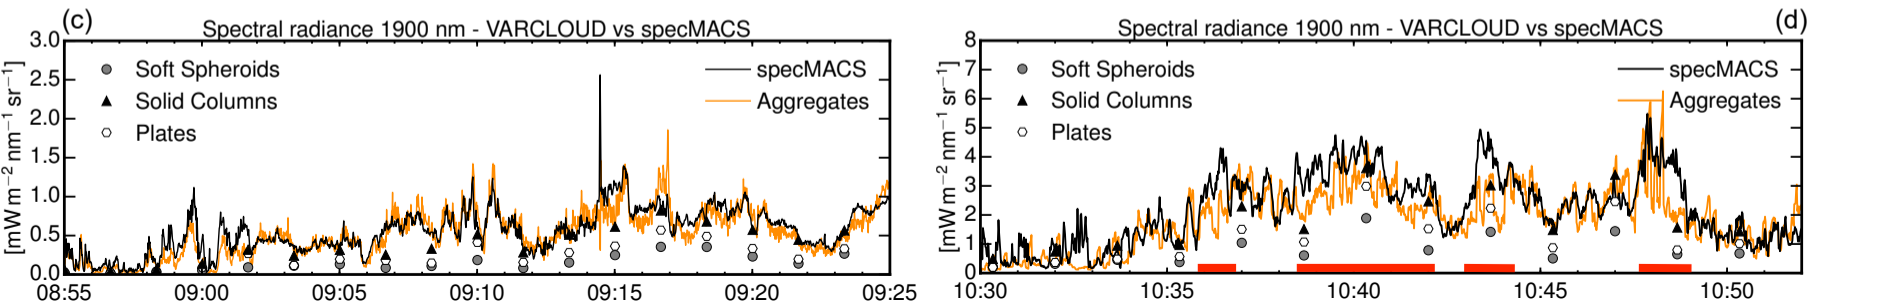 (c)
Spectral radiance 1900 nm - VARCLOUD vs specMACS
[mW m−2 nm−1 sr−1]
3.0
2.5
2.0
1.5
1.0
0.5
0.0
Soft Spheroids
Solid Columns
Plates
specMACS
Aggregates
08:55 09:00 09:05 09:10 09:15 09:20 09:25
(d)
Spectral radiance 1900 nm - VARCLOUD vs specMACS
[mW m−2 nm−1 sr−1]
8
7
6
5
4
3
2
1
0
Soft Spheroids
Solid Columns
Plates
specMACS
Aggregates
10:30 10:35 10:40 10:45 10:50